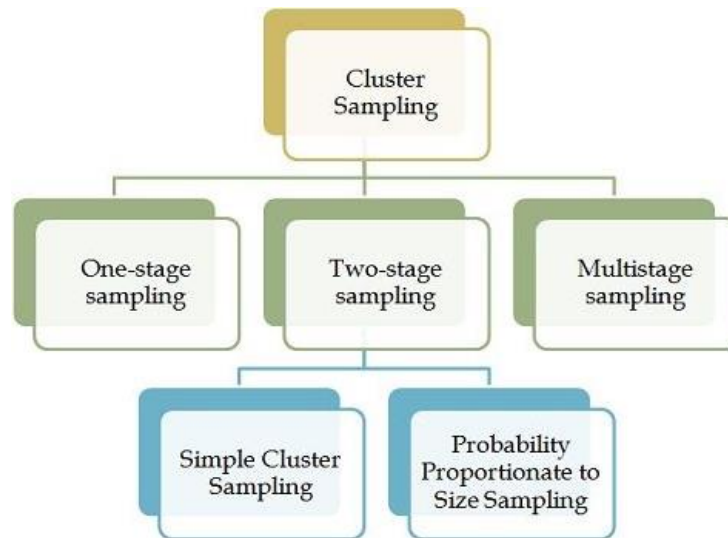 Cluster
Sampling
One-stage
sampling
Two-stage
sampling
Multistage
sampling
Simple Cluster
Sampling
Probability
Proportionate to
Size Sampling